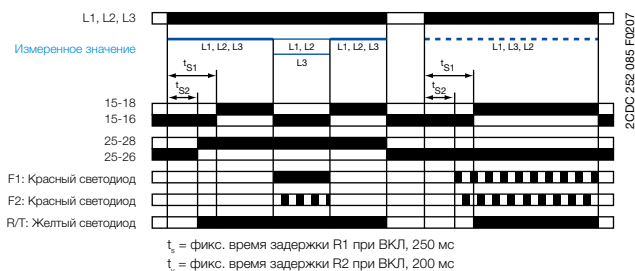 L1, L2, L3
Измеренное значение
L1, L2, L3
L1, L2
L3
L1, L2, L3
L1, L3, L2
tS1
tS2
tS1
tS2
15-18
15-16
25-28
25-26
F1: Красный светодиод
F2: Красный светодиод
R/T: Желтый светодиод
2CDC 252 085 F0207
ts = фикс. время задержки R1 при ВКЛ, 250 мс
tv = фикс. время задержки R2 при ВКЛ, 200 мс